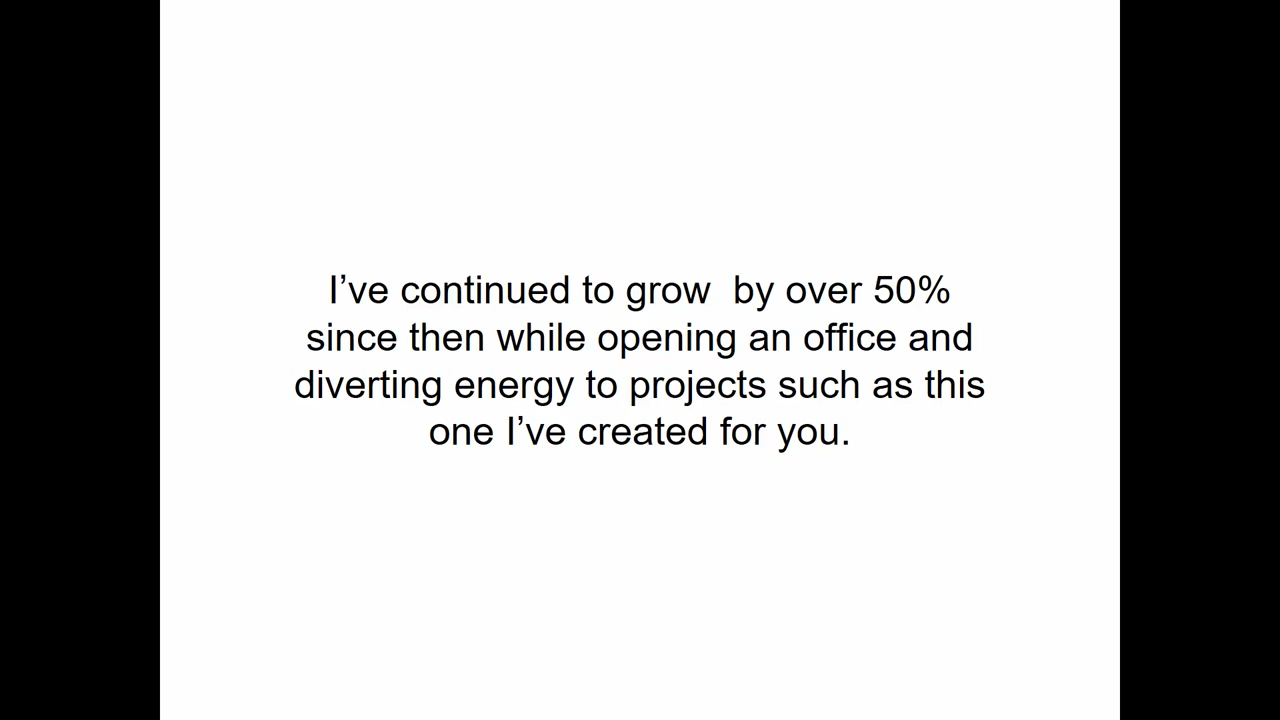 I’ve continued to grow  by over 50%
since then while opening an office and
diverting energy to projects such as this
one I’ve created for you.